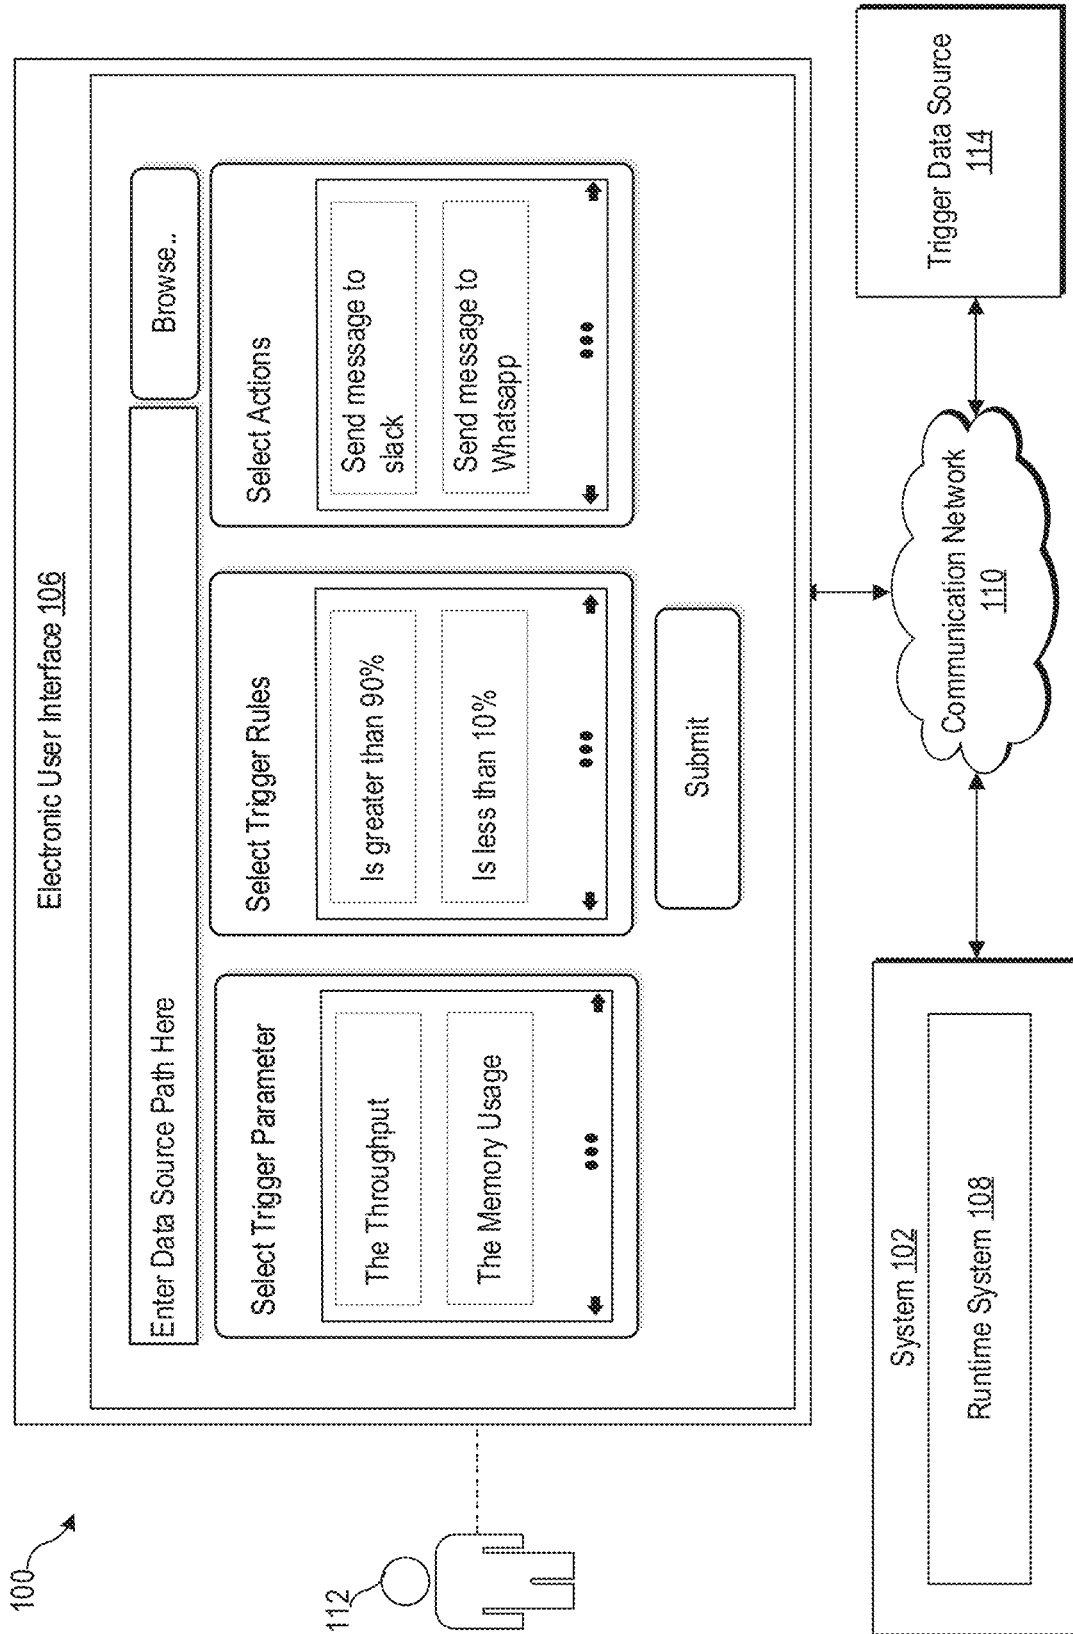 100
112
Electronic User Interface 106
Enter Data Source Path Here
Browse..
Select Trigger Parameter
The Throughput
The Memory Usage
Select Trigger Rules
Is greater than 90%
Is less than 10%
Select Actions
Send message to
slack
Send message to
Whatsapp
Submit
System 102
Runtime System 108
Communication Network
110
Trigger Data Source
114